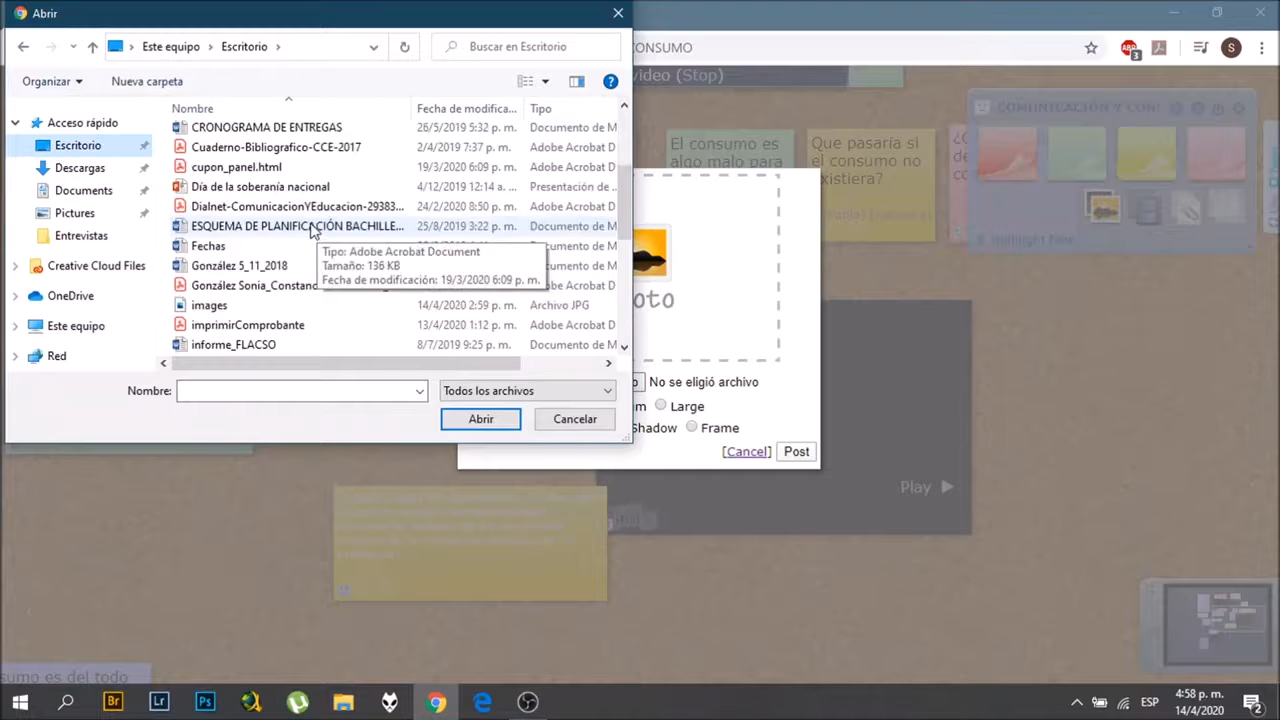 Abrir
Este equipo > Escritorio >
Buscar en Escritorio
CONSUMO
Organizar
Nueva carpeta
video (Stop)
Nombre
Fecha de modifica...
Tipo
Acceso rápido
Escritorio
Descargas
Documents
Pictures
Entrevistas
Creative Cloud Files
OneDrive
Este equipo
Red
CRONOGRAMA DE ENTREGAS 26/5/2019 5:32 p. m. Documento de M
Cuaderno-Bibliografico-CCE-2017 2/4/2019 7:37 p. m. Adobe Acrobat D
cupon_panel.html 19/3/2020 6:09 p. m. Adobe Acrobat D
Día de la soberanía nacional 4/12/2019 12:14 a. ... Presentación de ...
Dialnet-ComunicacionYEducacion-29383... 24/2/2020 8:50 p. m. Adobe Acrobat D
ESQUEMA DE PLANIFICACIÓN BACHILLE... 25/8/2019 3:22 p. m. Documento de M
Fechas Documento de M
González 5_11_2018 Documento de M
González Sonia_Constanc Adobe Acrobat D
images 14/4/2020 2:59 p. m. Archivo JPG
imprimirComprobante 13/4/2020 1:12 p. m. Adobe Acrobat D
informe_FLACSO 8/7/2019 9:25 p. m. Documento de M
Tipo: Adobe Acrobat Document
Tamaño: 136 KB
Fecha de modificación: 19/3/2020 6:09 p. m.
Nombre:
Todos los archivos
Abrir
Cancelar
El consumo es
algo malo para
Que pasaría si
el consumo no
existiera?
COMUNICACIÓN Y CON
oto
No se eligió archivo
Large
Shadow
Frame
[Cancel]
Post
Play
sumo es del todo
S
3
Br
Lr
Ps
ESP
4:58 p. m.
14/4/2020
2